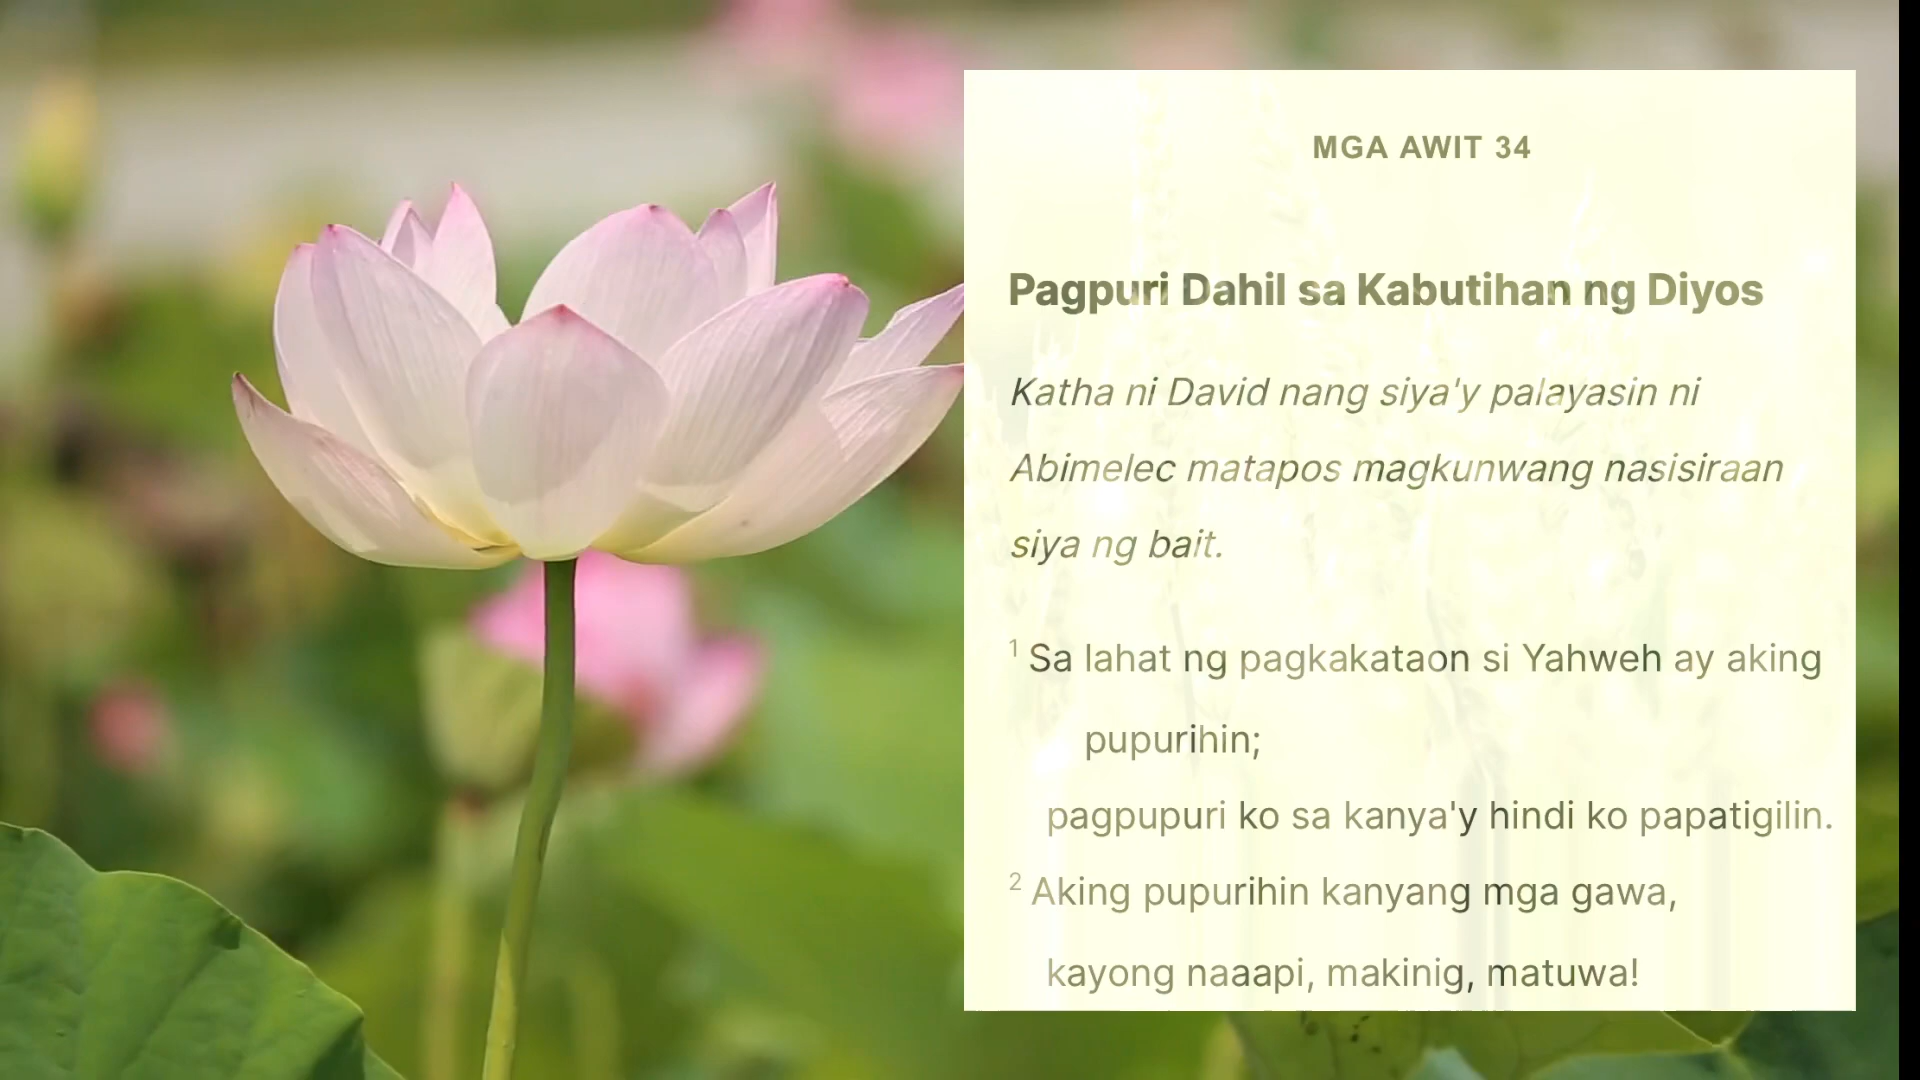 MGA AWIT 34
Pagpuri Dahil sa Kabutihan ng Diyos
Katha ni David nang siya'y palayasin ni
Abimelec matapos magkunwang nasisiraan
siya ng bait.
1 Sa lahat ng pagkakataon si Yahweh ay aking
pupurihin;
pagpupuri ko sa kanya'y hindi ko papatigilin.
2 Aking pupurihin kanyang mga gawa,
kayong naaapi, makinig, matuwa!